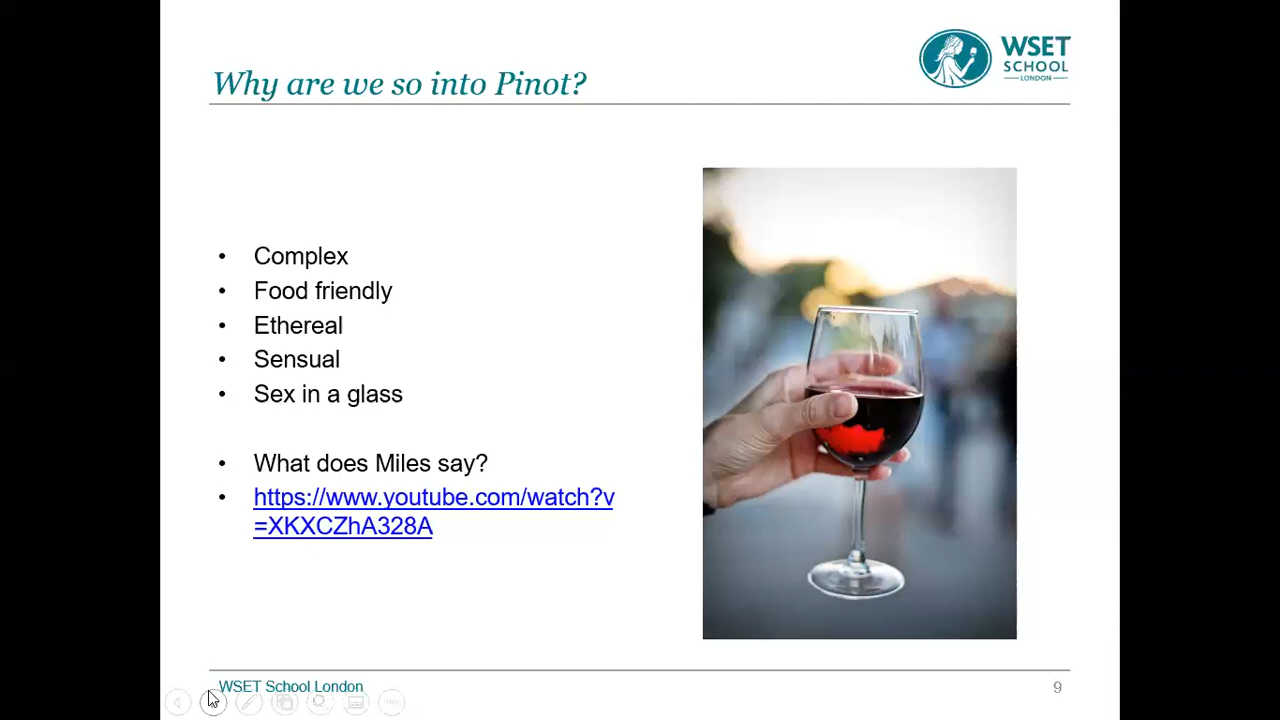 WSET
SCHOOL
LONDON
Why are we so into Pinot?
• Complex
• Food friendly
• Ethereal
• Sensual
• Sex in a glass
• What does Miles say?
• https://www.youtube.com/watch?v
=XKXCZhA328A
WSET School London
9